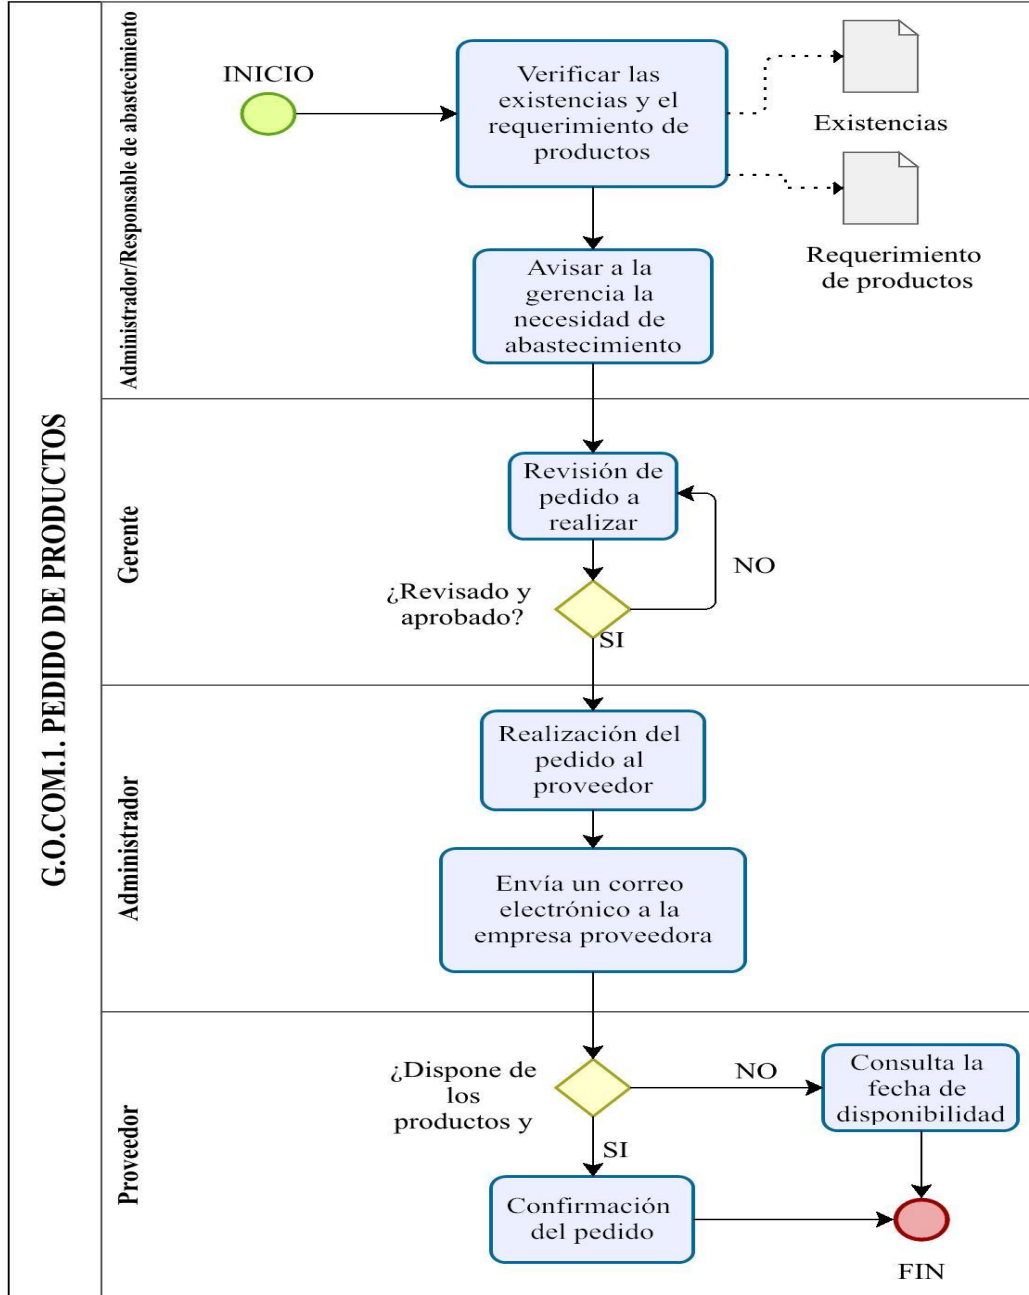 G.O.COM.1. PEDIDO DE PRODUCTOS
Administrador/Responsable de abastecimiento
INICIO
Verificar las
existencias y el
requerimiento de
productos
Existencias
Requerimiento
de productos
Avisar a la
gerencia la
necesidad de
abastecimiento
Gerente
Revisión de
pedido a
realizar
NO
¿Revisado y
aprobado?
SI
Administrador
Realización del
pedido al
proveedor
Envía un correo
electrónico a la
empresa proveedora
Proveedor
¿Dispone de
los
productos y
NO
Consulta la
fecha de
disponibilidad
SI
Confirmación
del pedido
FIN